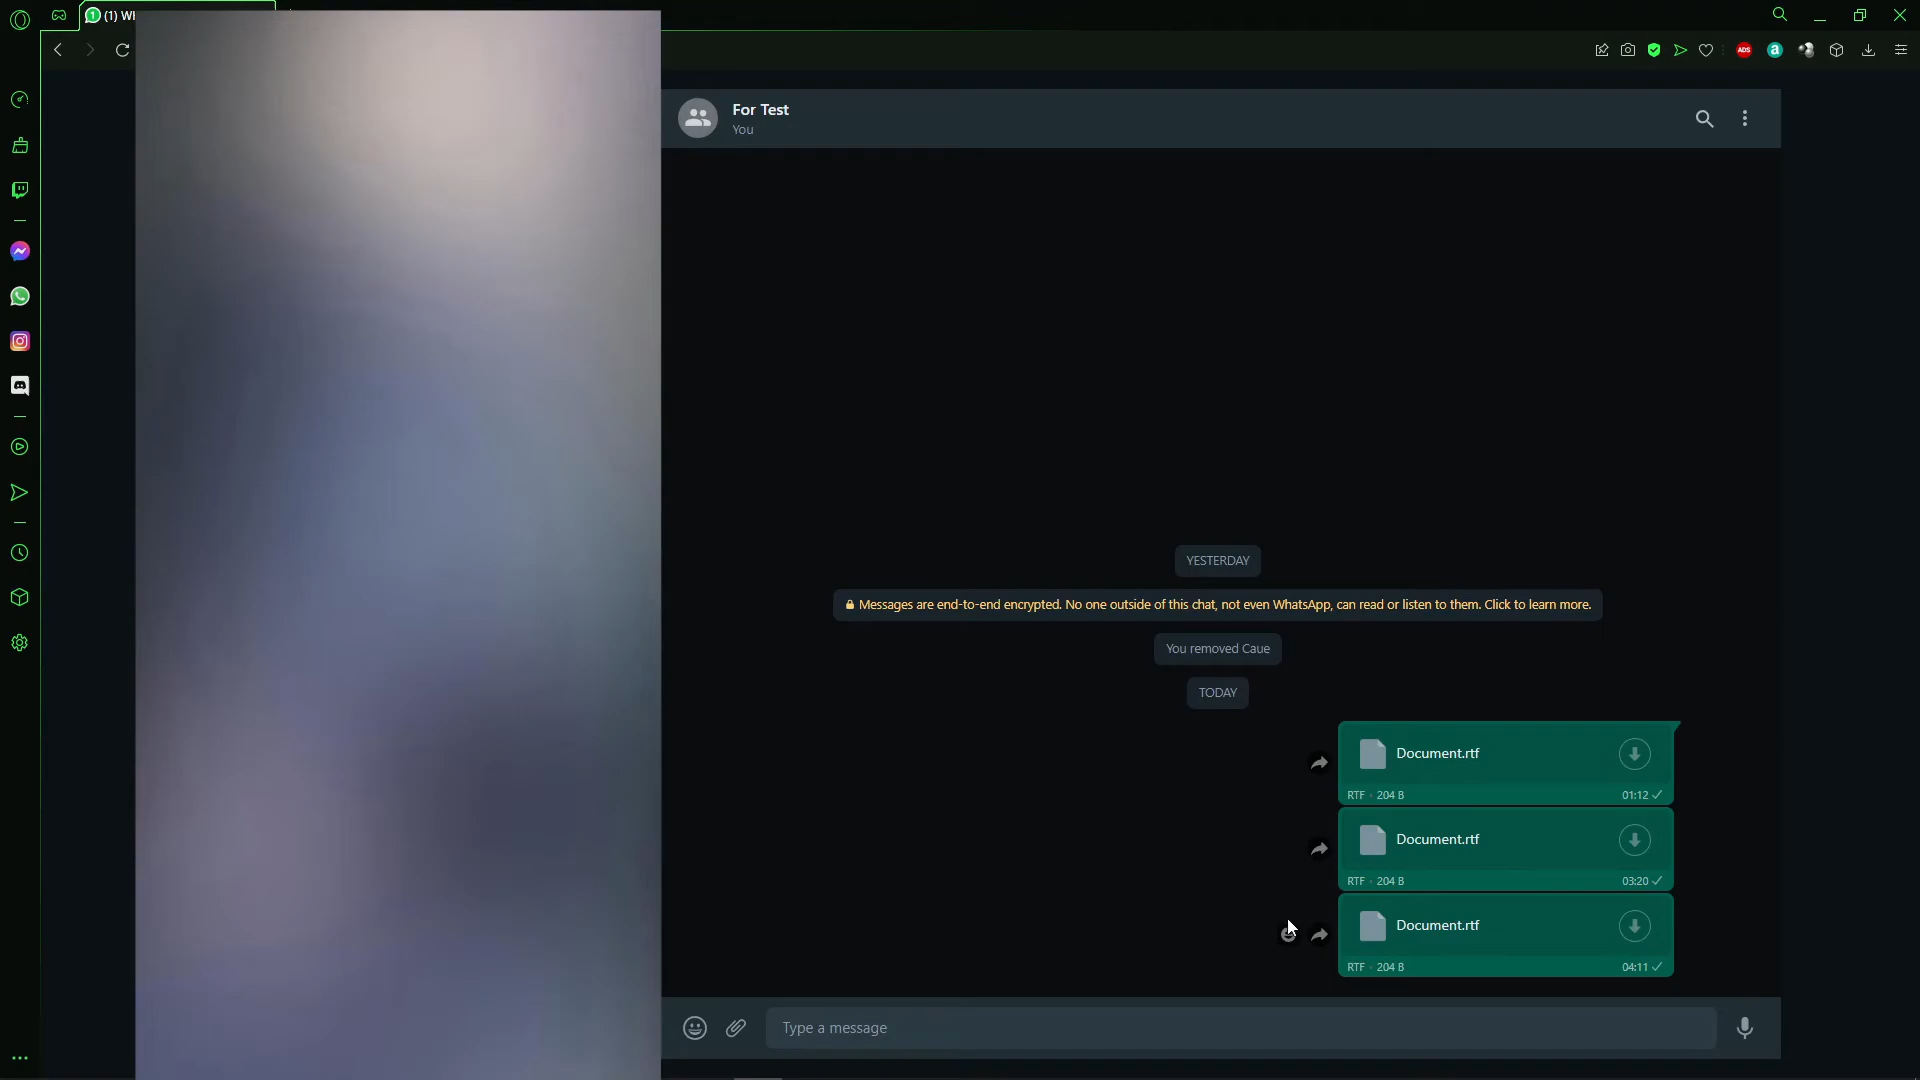 (1) Wh
ADS
a
For Test
You
YESTERDAY
Messages are end-to-end encrypted. No one outside of this chat, not even WhatsApp, can read or listen to them. Click to learn more.
You removed Caue
TODAY
Document.rtf
RTF · 204 B 01:12
Document.rtf
RTF · 204 B 03:20
Document.rtf
RTF · 204 B 04:11
Type a message